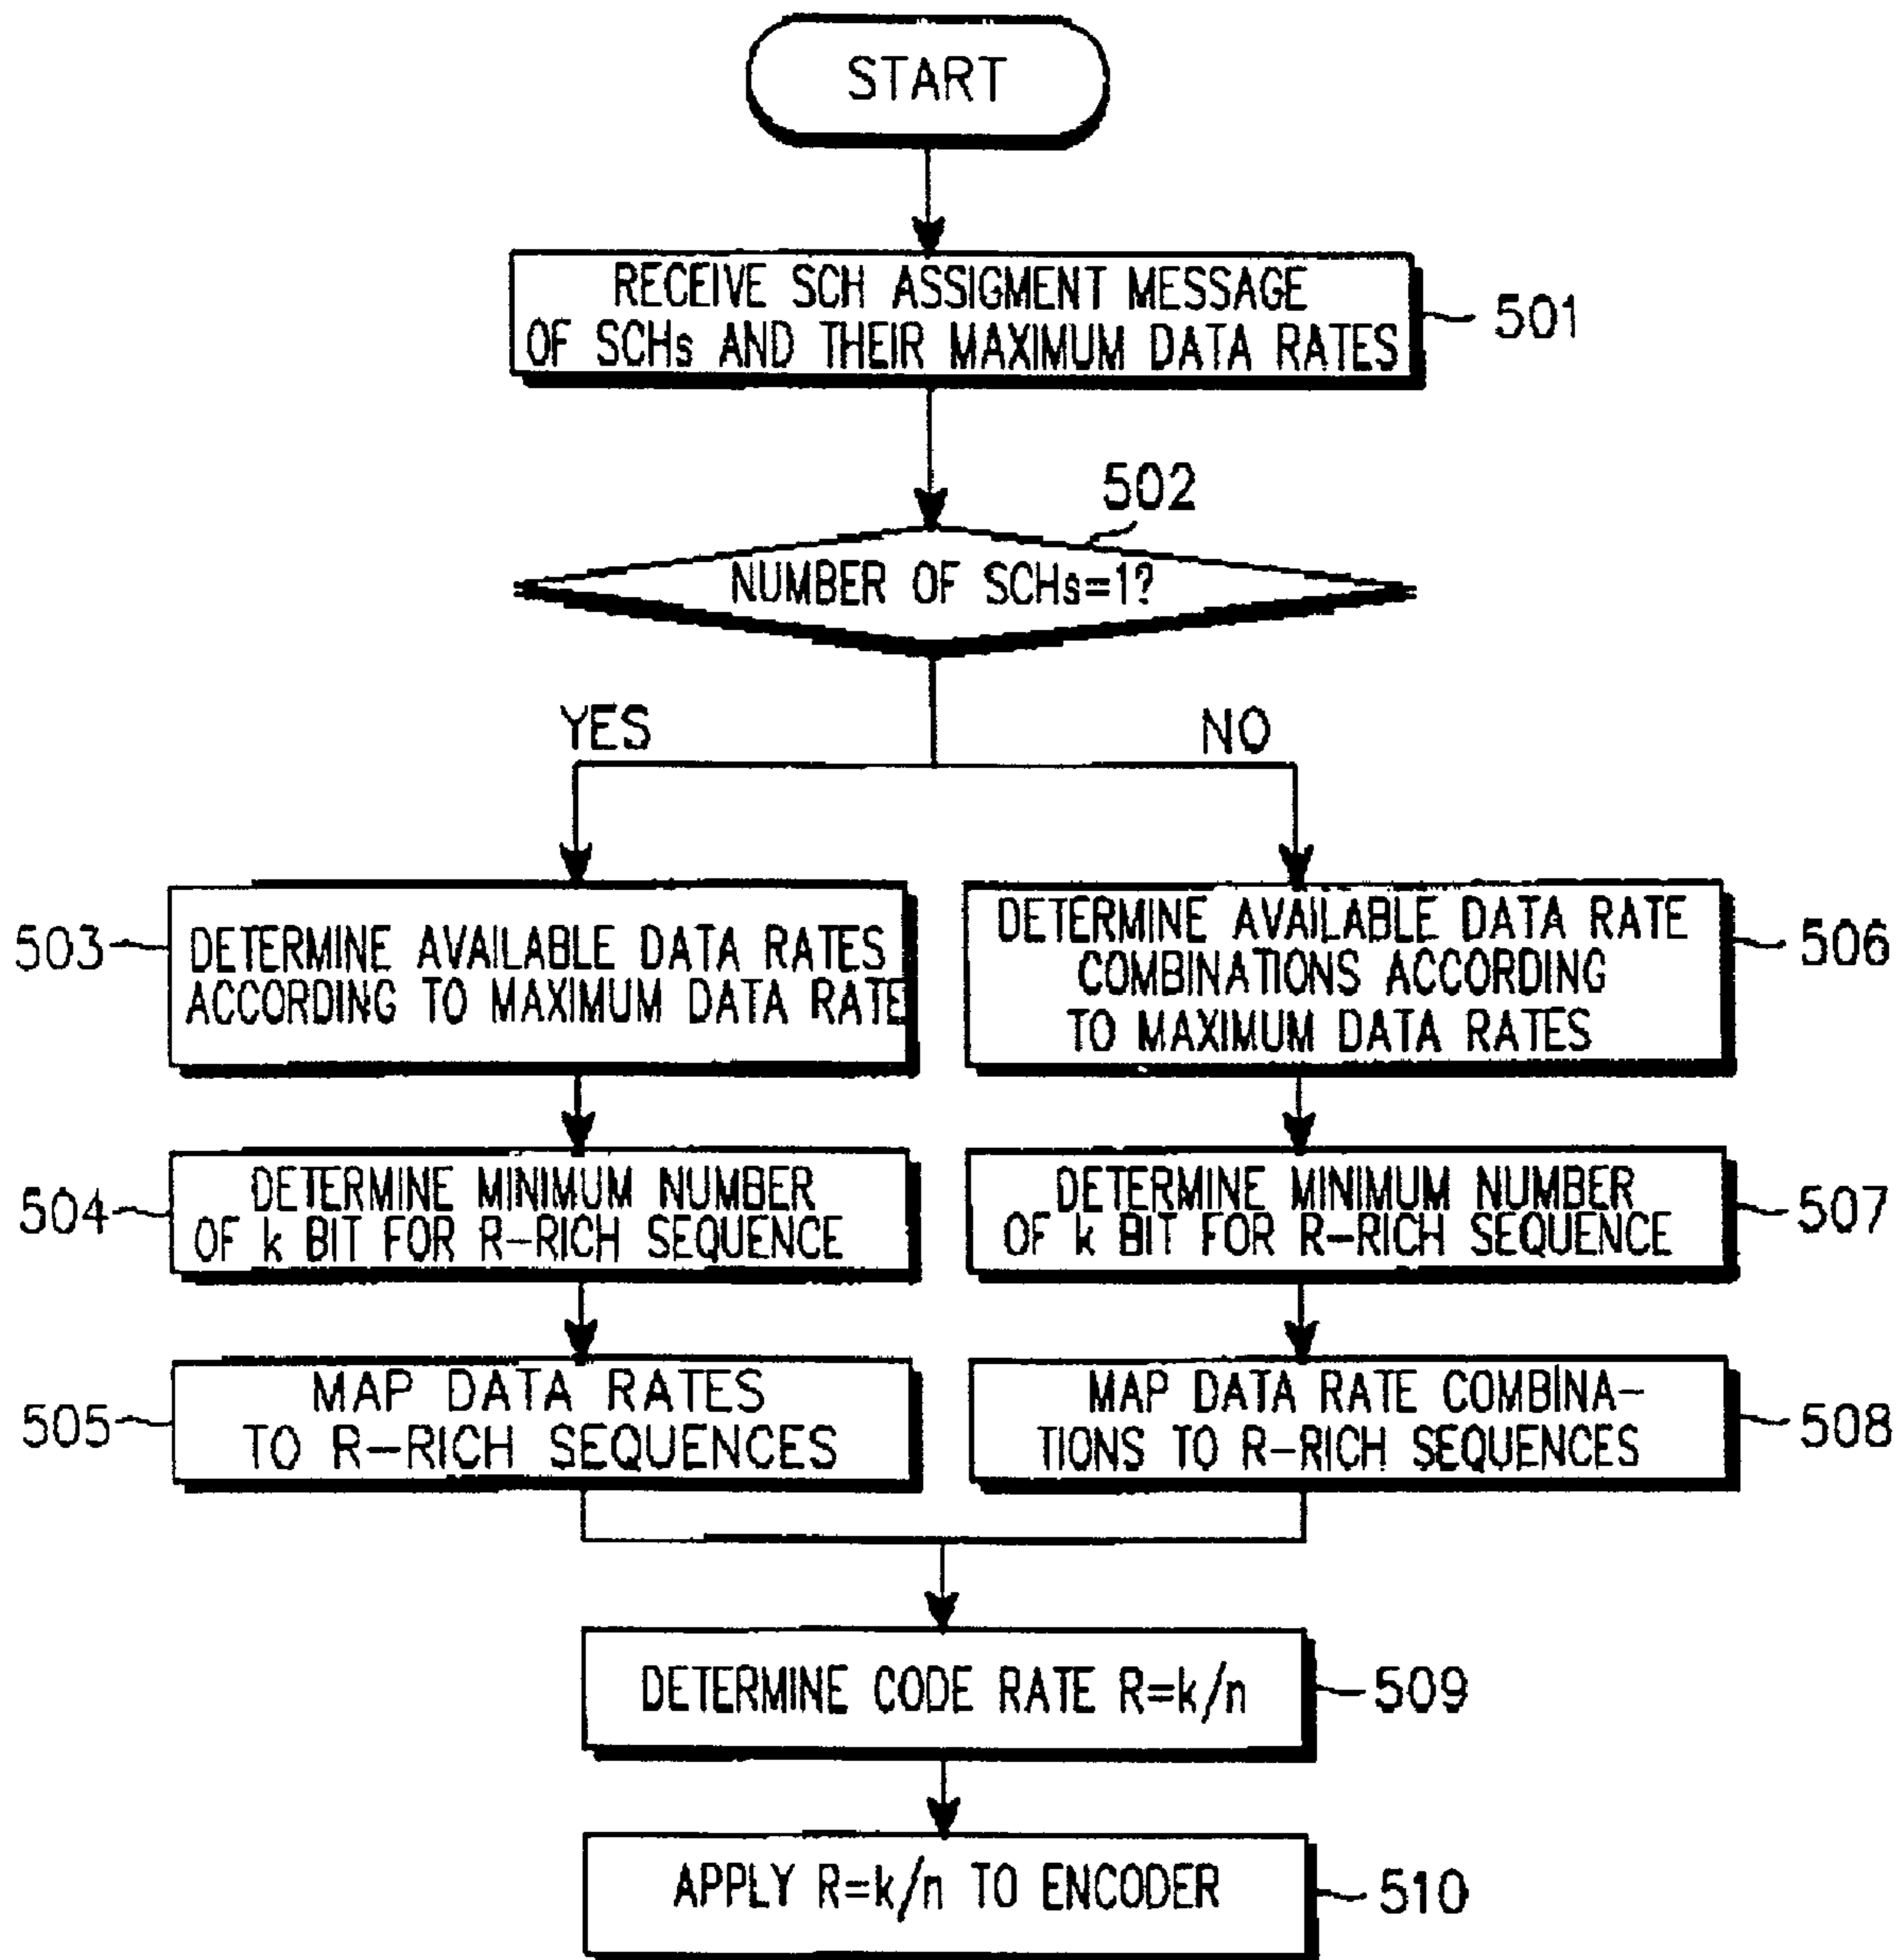 START
RECEIVE SCH ASSIGMENT MESSAGE
OF SCHs AND THEIR MAXIMUM DATA RATES
501
502
NUMBER OF SCHs=1?
YES
NO
503
DETERMINE AVAILABLE DATA RATES
ACCORDING TO MAXIMUM DATA RATE
DETERMINE AVAILABLE DATA RATE
COMBINATIONS ACCORDING
TO MAXIMUM DATA RATES
506
504
DETERMINE MINIMUM NUMBER
OF k BIT FOR R-RICH SEQUENCE
DETERMINE MINIMUM NUMBER
OF k BIT FOR R-RICH SEQUENCE
507
505
MAP DATA RATES
TO R-RICH SEQUENCES
MAP DATA RATE COMBINA-
TIONS TO R-RICH SEQUENCES
508
DETERMINE CODE RATE R=k/n
509
APPLY R=k/n TO ENCODER
510